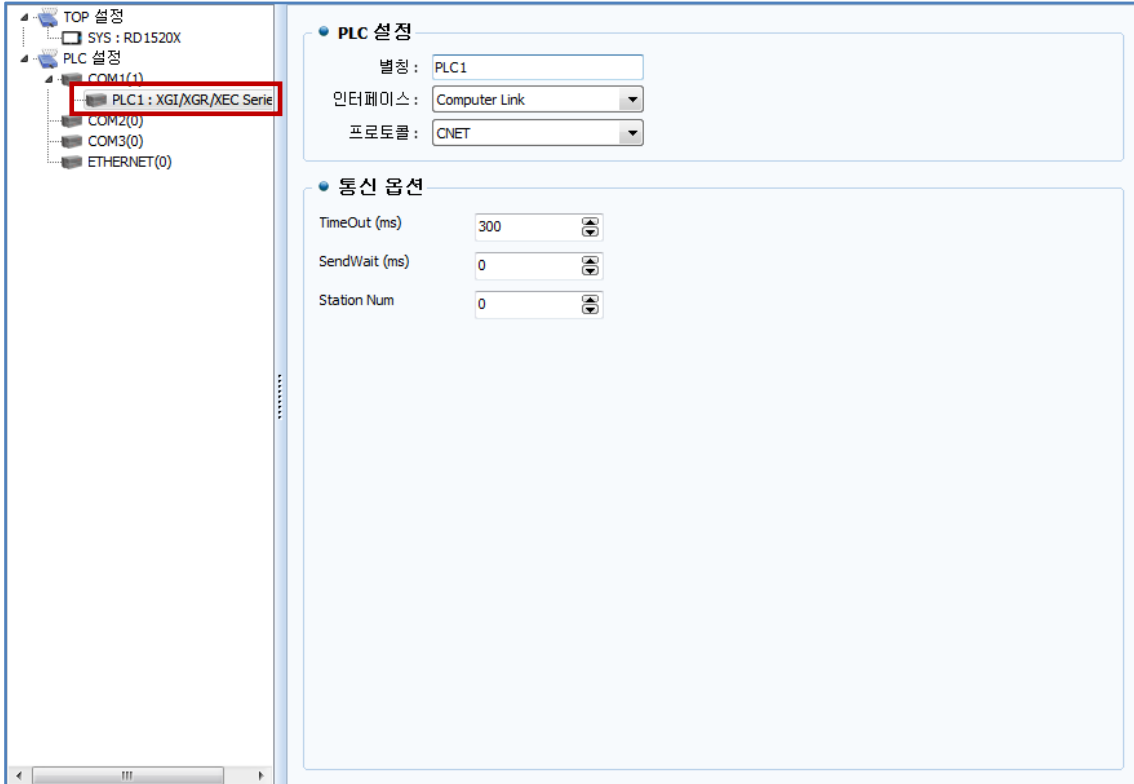 TOP 설정
SYS : RD1520X
PLC 설정
COM1(1)
PLC1 : XGI/XGR/XEC Serie
COM2(0)
COM3(0)
ETHERNET(0)
PLC 설정
별칭 : PLC1
인터페이스 : Computer Link
프로토콜 : CNET
통신 옵션
TimeOut (ms) 300
SendWait (ms) 0
Station Num 0